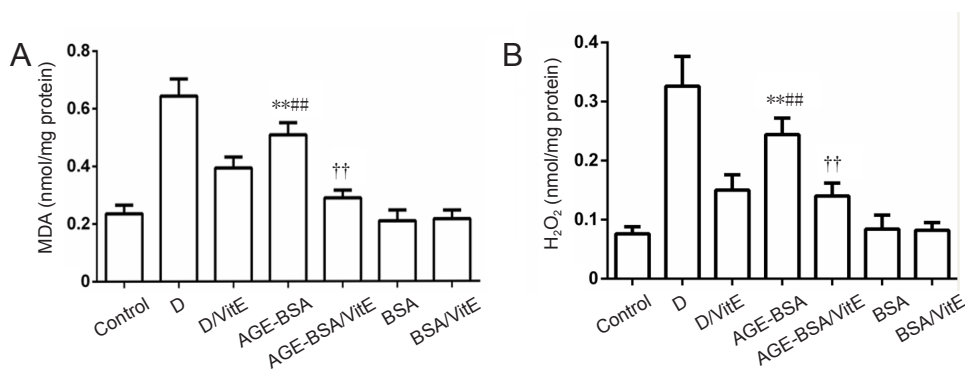 A
MDA (nmol/mg protein)
0.8
0.6
0.4
0.2
0
**##
††
Control
D
D/VitE
AGE-BSA
AGE-BSA/VitE
BSA
BSA/VitE
B
H₂O₂ (nmol/mg protein)
0.4
0.3
0.2
0.1
0
**##
††
Control
D
D/VitE
AGE-BSA
AGE-BSA/VitE
BSA
BSA/VitE